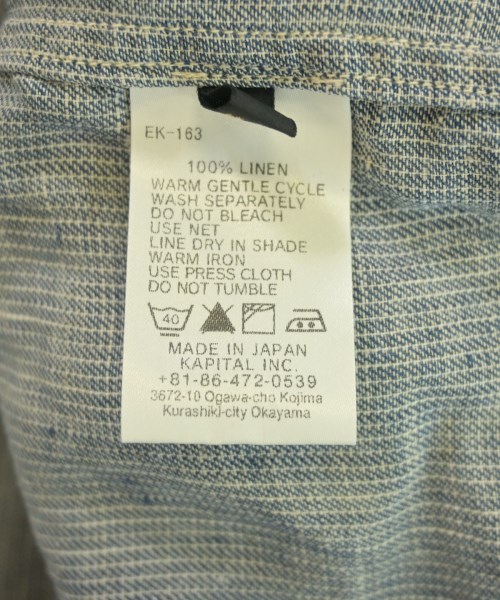 EK-163
100% LINEN
WARM GENTLE CYCLE
WASH SEPARATELY
DO NOT BLEACH
USE NET
LINE DRY IN SHADE
WARM IRON
USE PRESS CLOTH
DO NOT TUMBLE
40
MADE IN JAPAN
KAPITAL INC.
+81-86-472-0539
3672-10 Ogawa-cho Kojima
Kurashiki-city Okayama